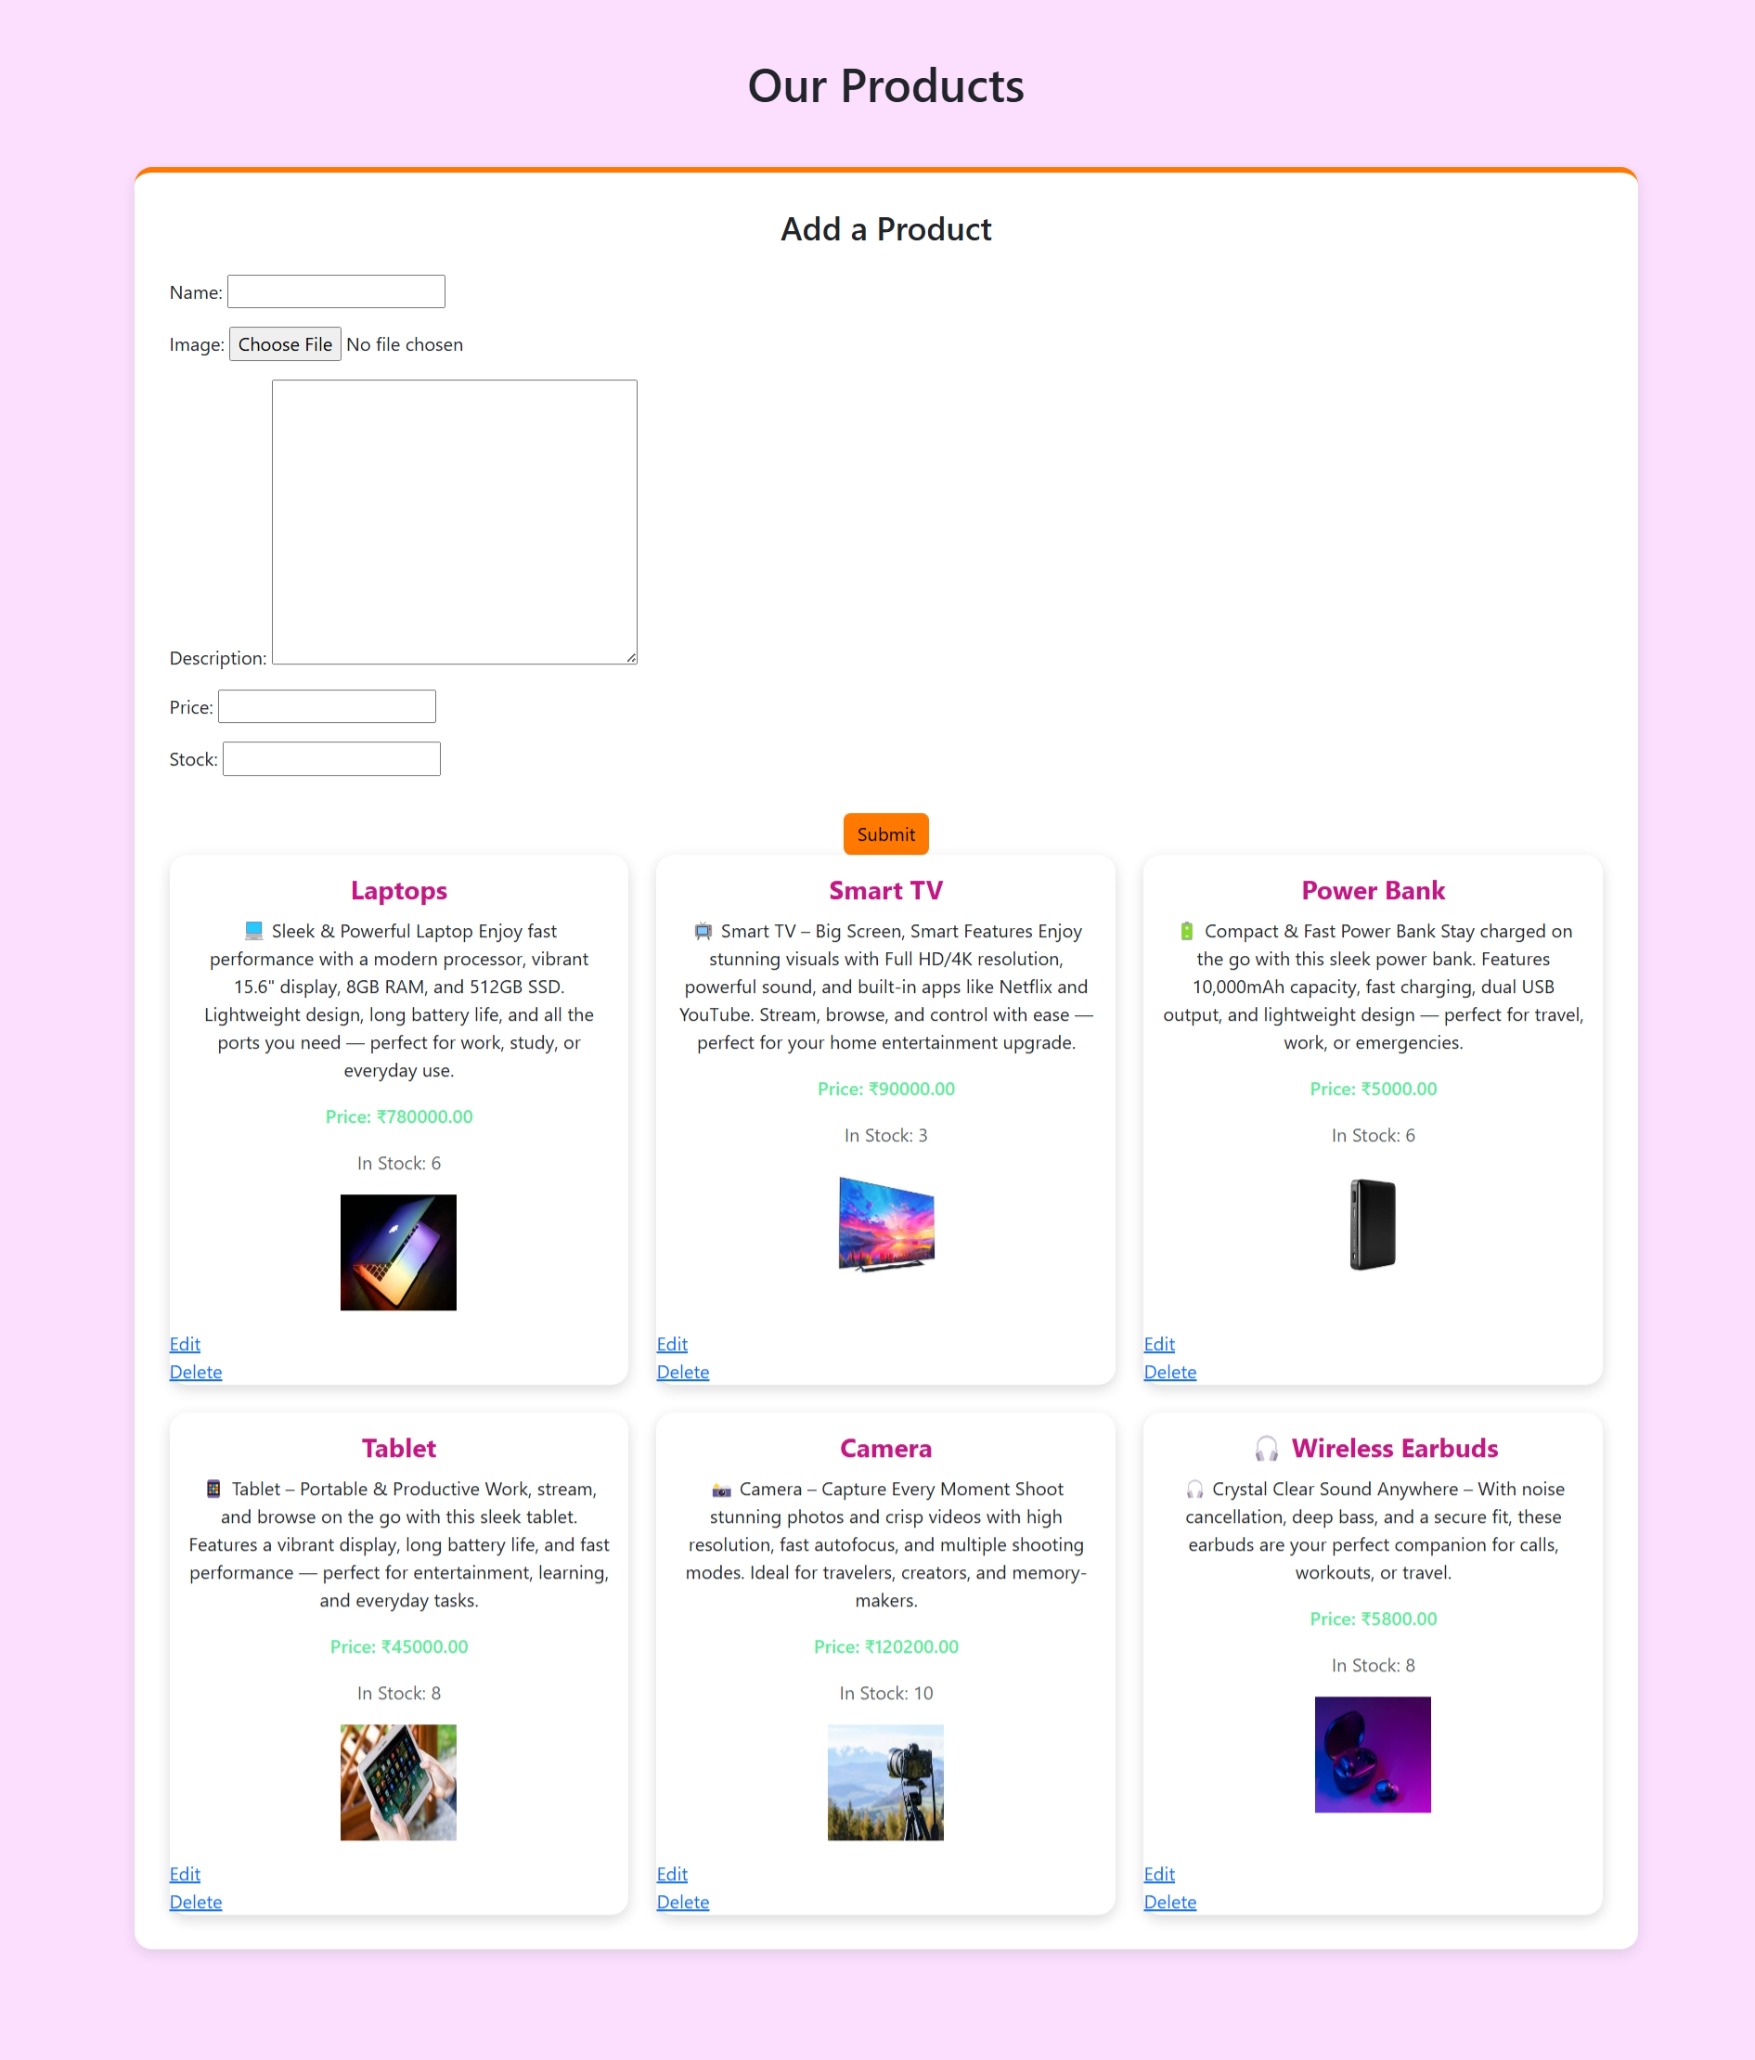 Our Products
Add a Product
Name:
Image: Choose File No file chosen
Description:
Price:
Stock:
Submit
Laptops
💻 Sleek & Powerful Laptop Enjoy fast
performance with a modern processor, vibrant
15.6" display, 8GB RAM, and 512GB SSD.
Lightweight design, long battery life, and all the
ports you need — perfect for work, study, or
everyday use.
Price: ₹780000.00
In Stock: 6
Edit
Delete
Smart TV
📺 Smart TV – Big Screen, Smart Features Enjoy
stunning visuals with Full HD/4K resolution,
powerful sound, and built-in apps like Netflix and
YouTube. Stream, browse, and control with ease —
perfect for your home entertainment upgrade.
Price: ₹90000.00
In Stock: 3
Edit
Delete
Power Bank
🔋 Compact & Fast Power Bank Stay charged on
the go with this sleek power bank. Features
10,000mAh capacity, fast charging, dual USB
output, and lightweight design — perfect for travel,
work, or emergencies.
Price: ₹5000.00
In Stock: 6
Edit
Delete
Tablet
📱 Tablet – Portable & Productive Work, stream,
and browse on the go with this sleek tablet.
Features a vibrant display, long battery life, and fast
performance — perfect for entertainment, learning,
and everyday tasks.
Price: ₹45000.00
In Stock: 8
Edit
Delete
Camera
📸 Camera – Capture Every Moment Shoot
stunning photos and crisp videos with high
resolution, fast autofocus, and multiple shooting
modes. Ideal for travelers, creators, and memory-
makers.
Price: ₹120200.00
In Stock: 10
Edit
Delete
🎧 Wireless Earbuds
🎧 Crystal Clear Sound Anywhere – With noise
cancellation, deep bass, and a secure fit, these
earbuds are your perfect companion for calls,
workouts, or travel.
Price: ₹5800.00
In Stock: 8
Edit
Delete